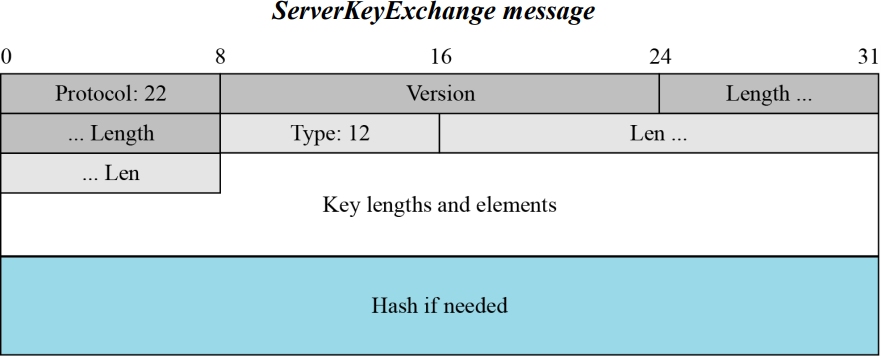 ServerKeyExchange message
0 8 16 24 31
Protocol: 22 Version Length ...
... Length Type: 12 Len ...
... Len
Key lengths and elements
Hash if needed